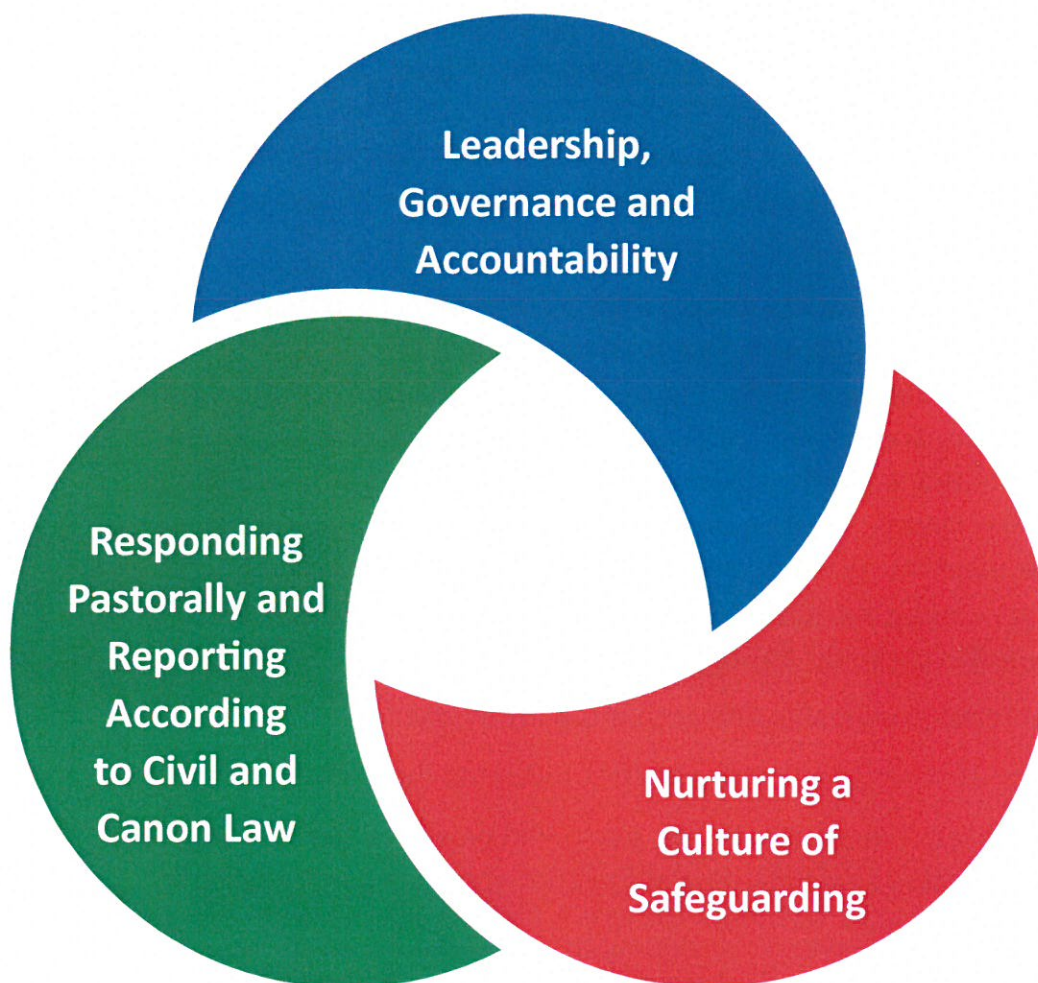 Leadership,
Governance and
Accountability
Responding
Pastorally and
Reporting
According
to Civil and
Canon Law
Nurturing a
Culture of
Safeguarding